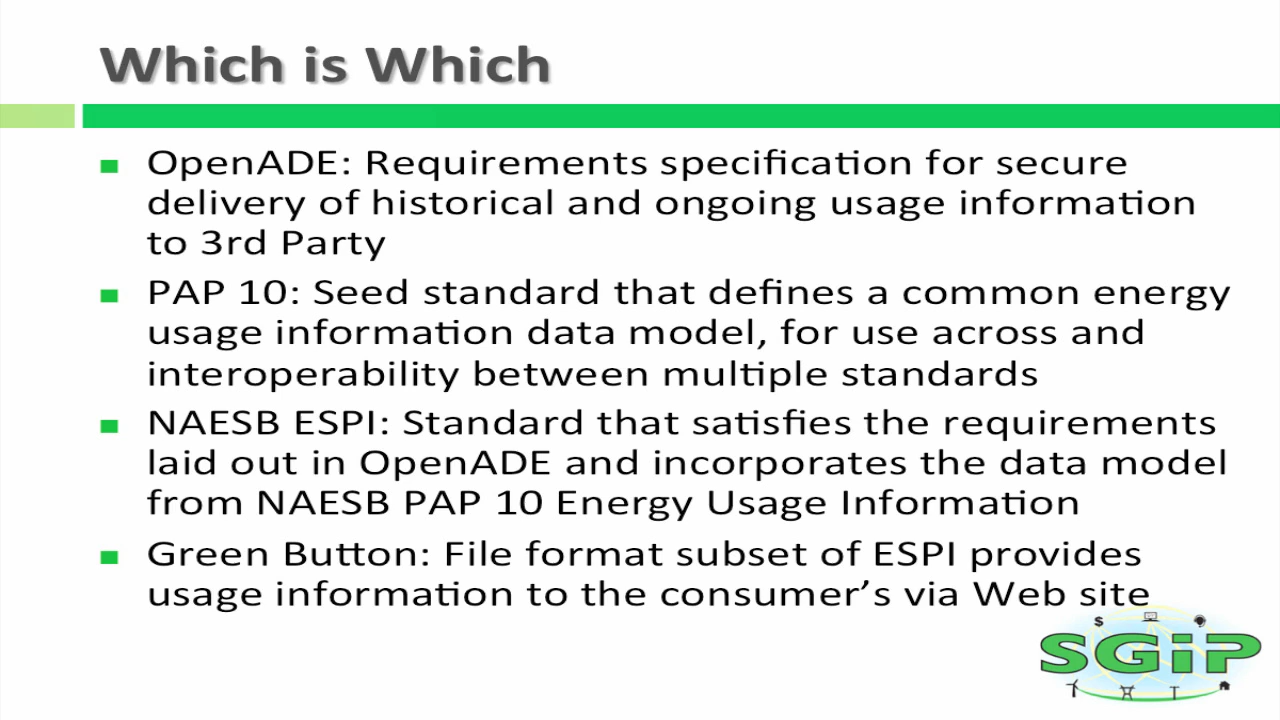 Which is Which
OpenADE: Requirements specification for secure
delivery of historical and ongoing usage information
to 3rd Party
PAP 10: Seed standard that defines a common energy
usage information data model, for use across and
interoperability between multiple standards
NAESB ESPI: Standard that satisfies the requirements
laid out in OpenADE and incorporates the data model
from NAESB PAP 10 Energy Usage Information
Green Button: File format subset of ESPI provides
usage information to the consumer’s via Web site
$
SGiP